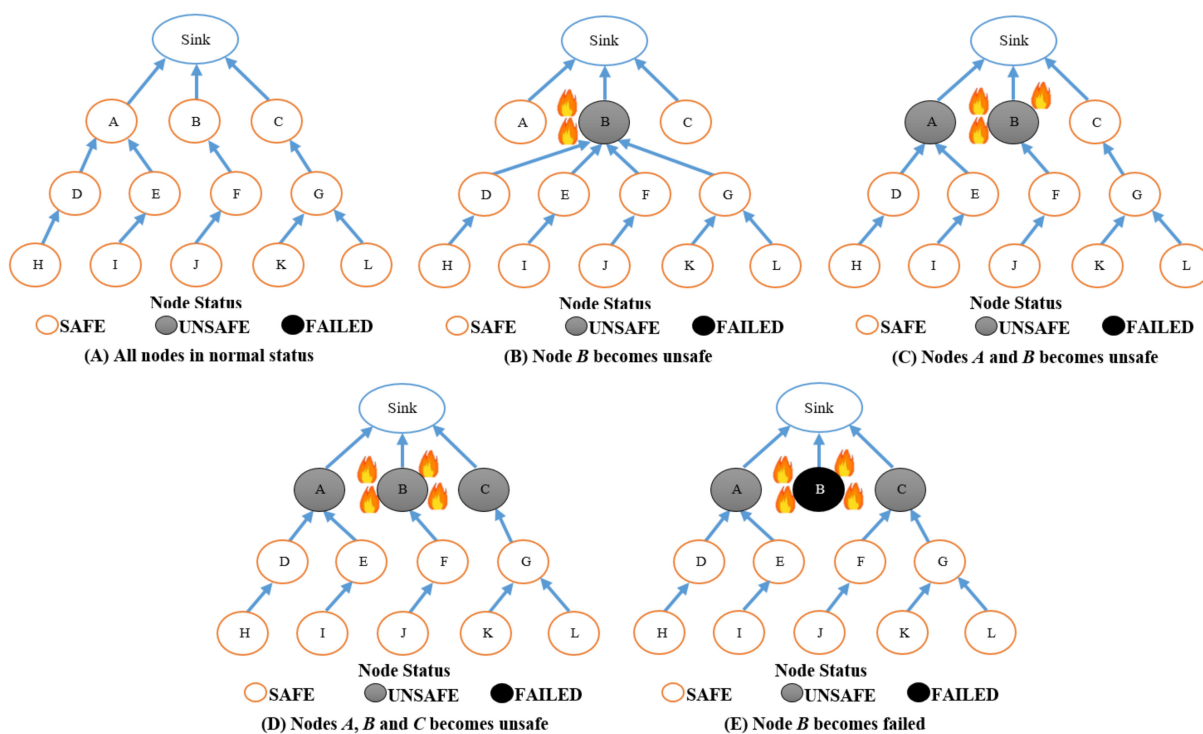 Sink
A B C
D E F G
H I J K L
Node Status
SAFE UNSAFE FAILED
(A) All nodes in normal status
Sink
A B C
D E F G
H I J K L
Node Status
SAFE UNSAFE FAILED
(B) Node B becomes unsafe
Sink
A B C
D E F G
H I J K L
Node Status
SAFE UNSAFE FAILED
(C) Nodes A and B becomes unsafe
Sink
A B C
D E F G
H I J K L
Node Status
SAFE UNSAFE FAILED
(D) Nodes A, B and C becomes unsafe
Sink
A B C
D E F G
H I J K L
Node Status
SAFE UNSAFE FAILED
(E) Node B becomes failed